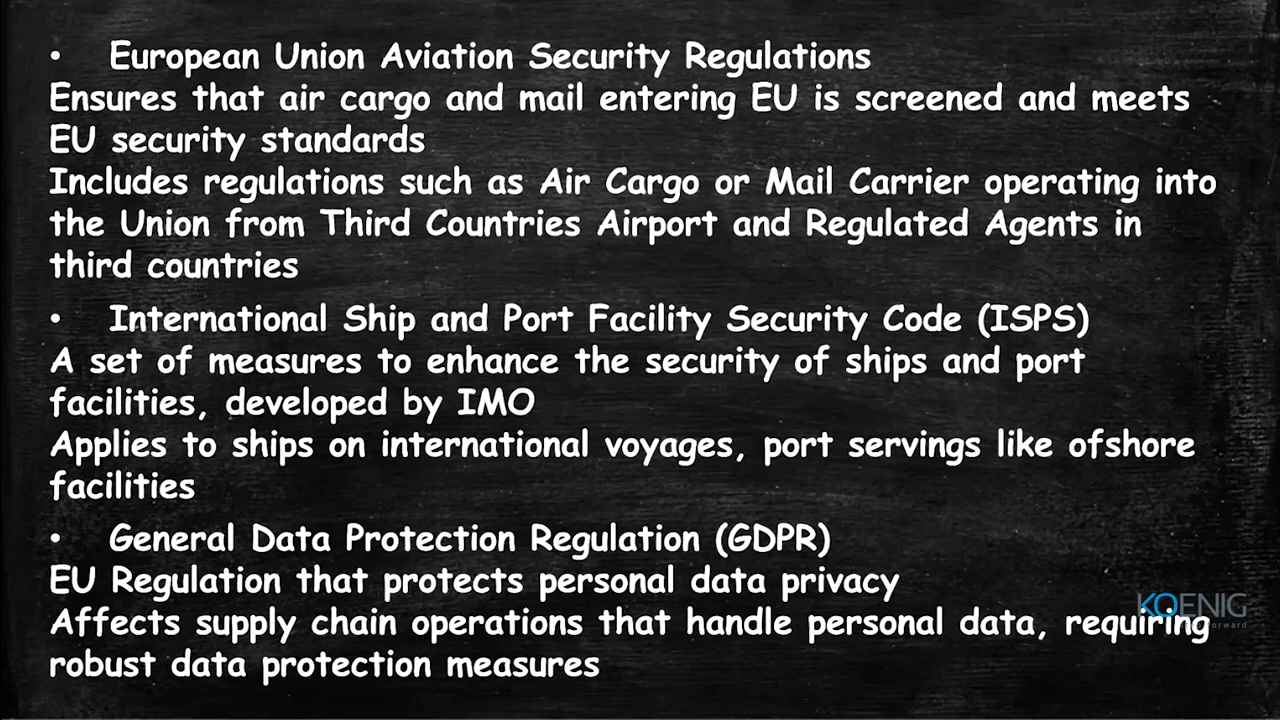 • European Union Aviation Security Regulations
Ensures that air cargo and mail entering EU is screened and meets
EU security standards
Includes regulations such as Air Cargo or Mail Carrier operating into
the Union from Third Countries Airport and Regulated Agents in
third countries
• International Ship and Port Facility Security Code (ISPS)
A set of measures to enhance the security of ships and port
facilities, developed by IMO
Applies to ships on international voyages, port servings like ofshore
facilities
• General Data Protection Regulation (GDPR)
EU Regulation that protects personal data privacy
KOENIG
Affects supply chain operations that handle personal data, requiring
robust data protection measures